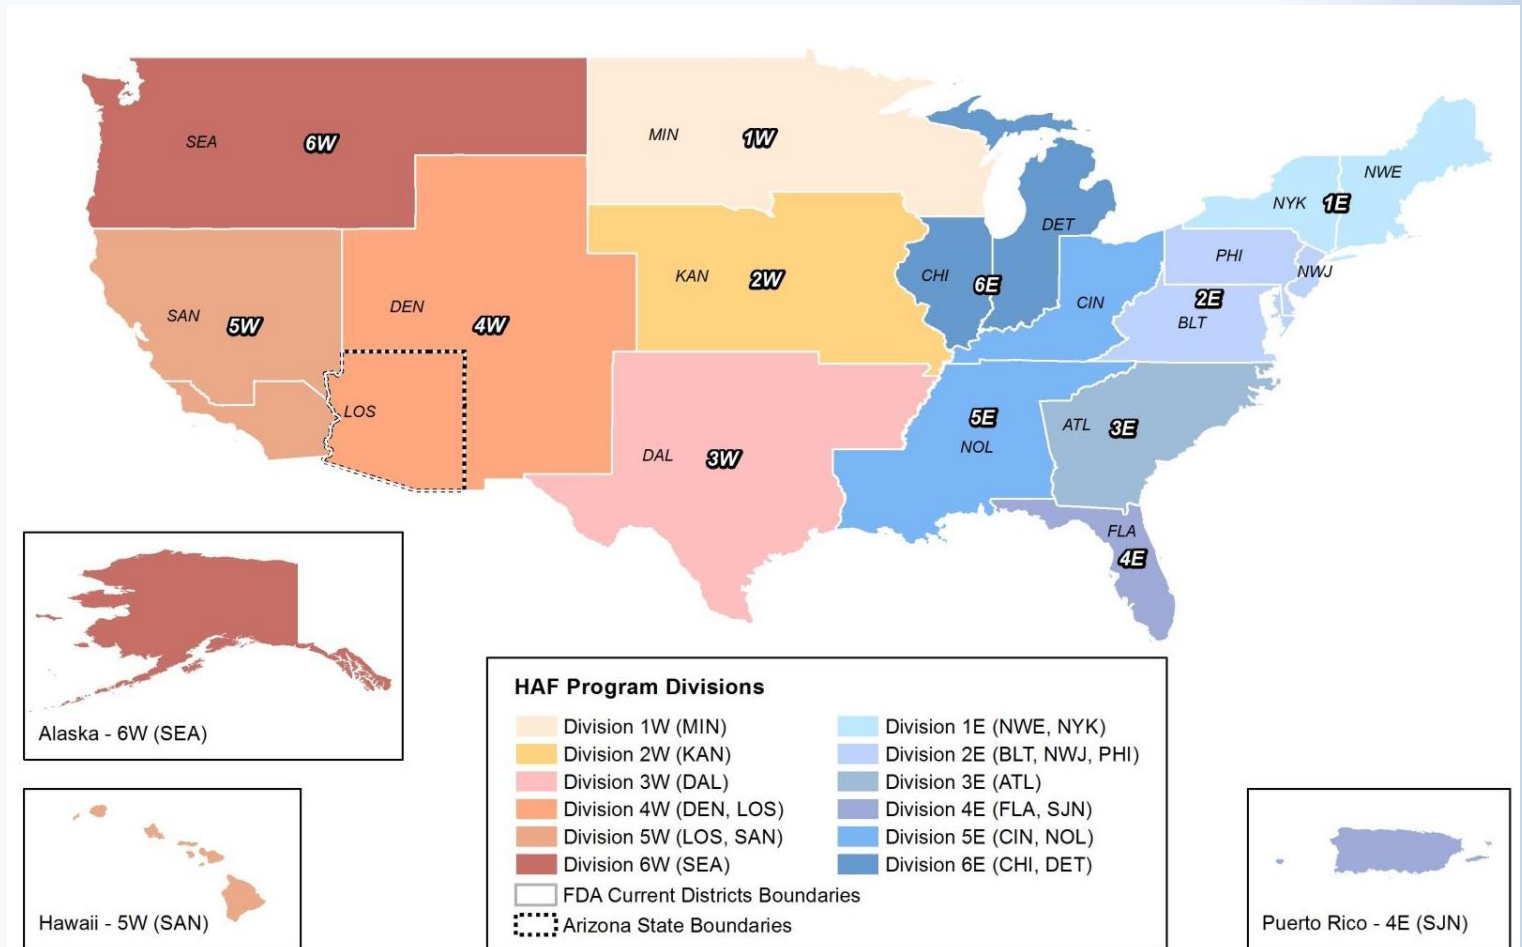 SEA
6W
MIN
1W
NWE
NYK
1E
DET
PHI
NWJ
KAN
2W
CHI
6E
CIN
2E
BLT
SAN
5W
DEN
4W
LOS
5E
NOL
ATL
3E
DAL
3W
FLA
4E
Alaska - 6W (SEA)
Hawaii - 5W (SAN)
HAF Program Divisions
Division 1W (MIN)
Division 2W (KAN)
Division 3W (DAL)
Division 4W (DEN, LOS)
Division 5W (LOS, SAN)
Division 6W (SEA)
FDA Current Districts Boundaries
Arizona State Boundaries
Division 1E (NWE, NYK)
Division 2E (BLT, NWJ, PHI)
Division 3E (ATL)
Division 4E (FLA, SJN)
Division 5E (CIN, NOL)
Division 6E (CHI, DET)
Puerto Rico - 4E (SJN)